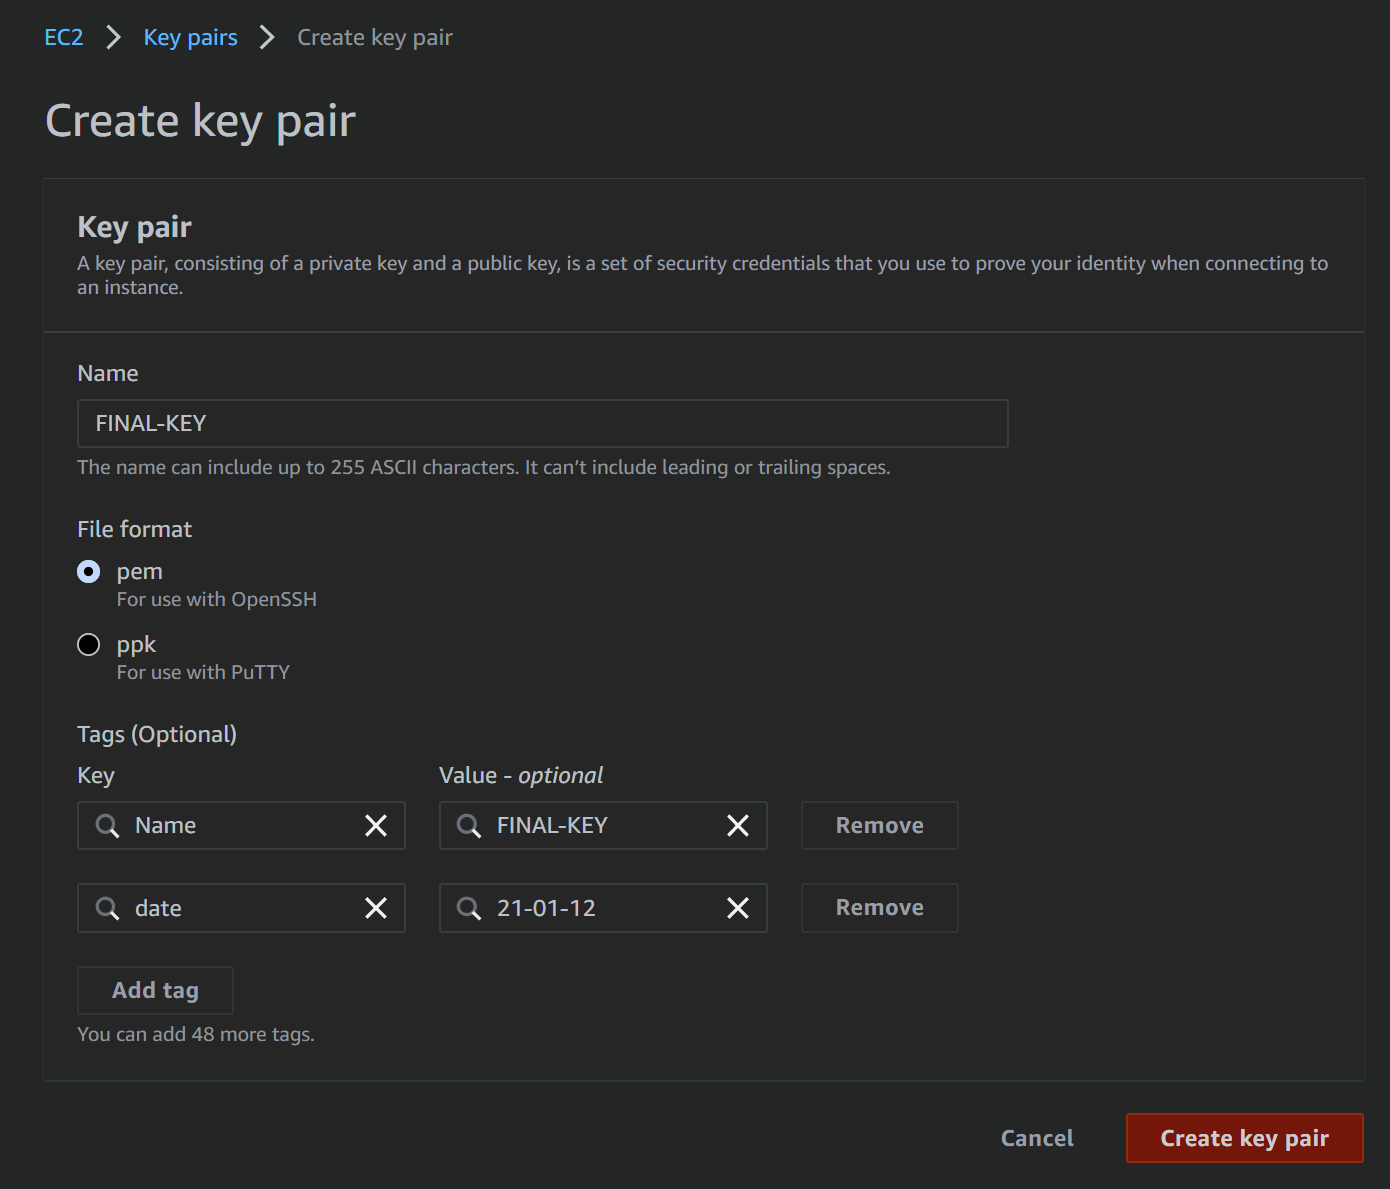 EC2 > Key pairs > Create key pair
Create key pair
Key pair
A key pair, consisting of a private key and a public key, is a set of security credentials that you use to prove your identity when connecting to
an instance.
Name
FINAL-KEY
The name can include up to 255 ASCII characters. It can’t include leading or trailing spaces.
File format
pem
For use with OpenSSH
ppk
For use with PuTTY
Tags (Optional)
Key Value - optional
Name FINAL-KEY Remove
date 21-01-12 Remove
Add tag
You can add 48 more tags.
Cancel Create key pair